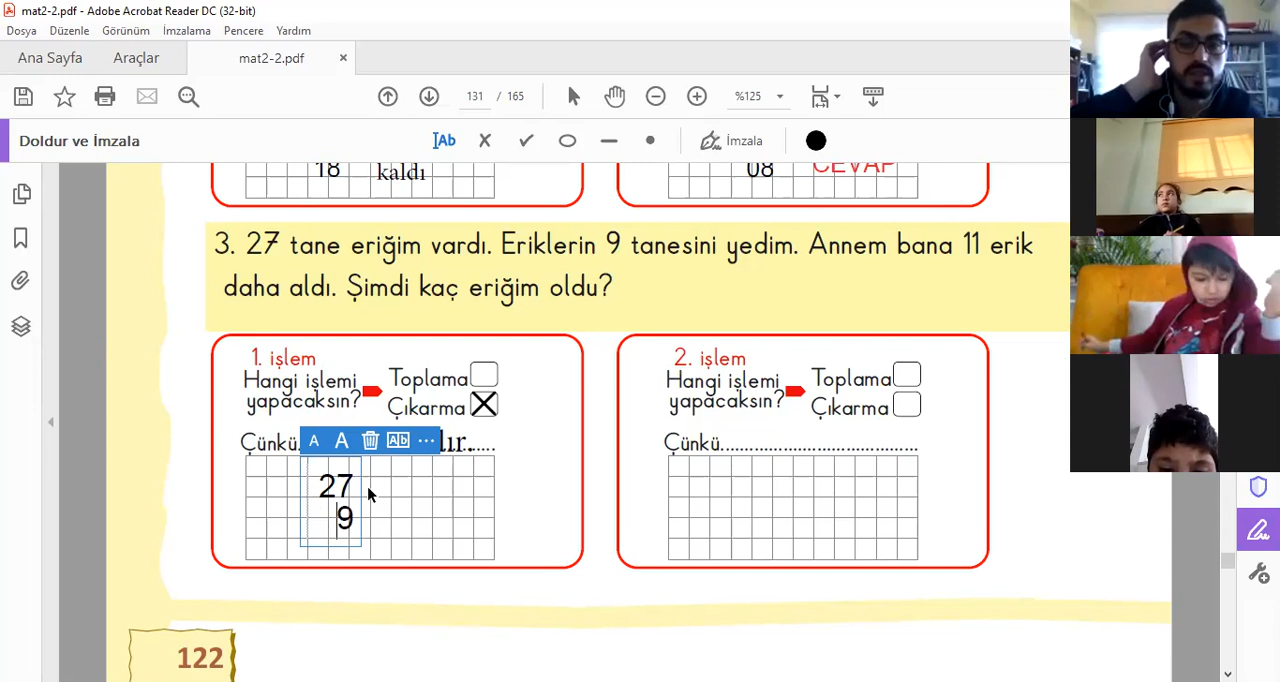 mat2-2.pdf - Adobe Acrobat Reader DC (32-bit)
Dosya Düzenle Görünüm İmzalama Pencere Yardım
Ana Sayfa Araçlar mat2-2.pdf ×
131 / 165 %125
Doldur ve İmzala Ab İmzala
18 kaldı 08 CEVAP
3. 27 tane eriğim vardı. Eriklerin 9 tanesini yedim. Annem bana 11 erik
daha aldı. Şimdi kaç eriğim oldu?
1. işlem
Hangi işlemi
yapacaksın?
Toplama
Çıkarma X
Çünkü
A A Ab ...
27
9
2. işlem
Hangi işlemi
yapacaksın?
Toplama
Çıkarma
Çünkü......................................
122